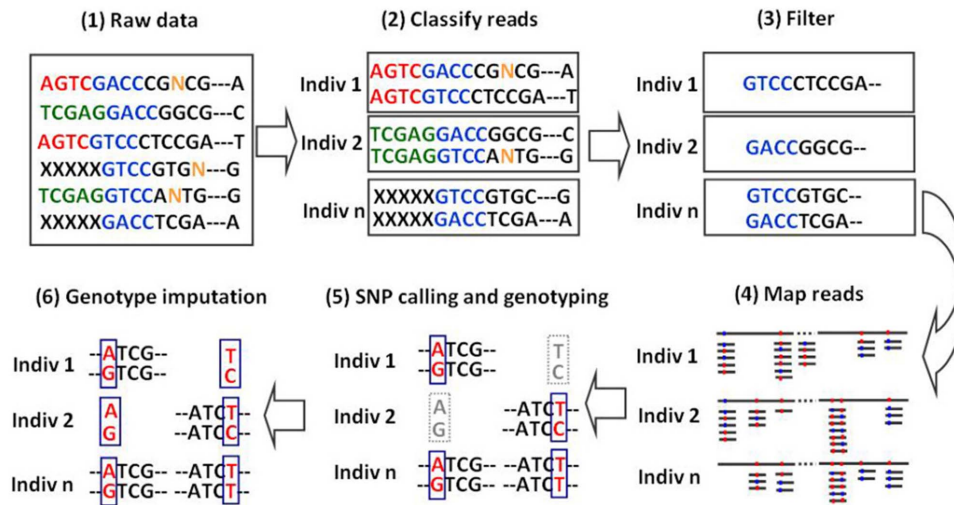 (1) Raw data
AGTCGACCCGNCG---A
TCGAGGACCGGCG---C
AGTCGTCCCTCCGA---T
XXXXXGTCCGTGN---G
TCGAGGTCCANTG---G
XXXXXGACCTCGA---A
(2) Classify reads
Indiv 1
AGTCGACCCGNCG---A
AGTCGTCCCTCCGA---T
Indiv 2
TCGAGGACCGGCG---C
TCGAGGTCCANTG---G
Indiv n
XXXXXGTCCGTGC---G
XXXXXGACCTCGA---A
(3) Filter
Indiv 1
GTCCCTCCGA--
Indiv 2
GACCGGCG--
Indiv n
GTCCGTGC--
GACCTCGA--
(4) Map reads
Indiv 1
Indiv 2
Indiv n
(5) SNP calling and genotyping
Indiv 1
--ATCG--
--GTCG--
T
C
Indiv 2
A
G
--ATCT--
--ATCC--
Indiv n
--ATCG-- --ATCT--
--GTCG-- --ATCT--
(6) Genotype imputation
Indiv 1
--ATCG--
--GTCG--
T
C
Indiv 2
A
G
--ATCT--
--ATCC--
Indiv n
--ATCG-- --ATCT--
--GTCG-- --ATCT--